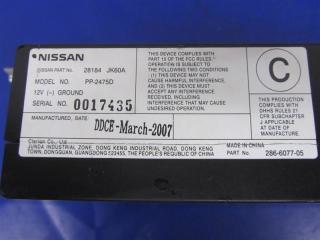 NISSAN
NISSAN PART No. 28184 JK60A
MODEL NO. PP-2475D
12V (–) GROUND
SERIAL NO. 0017435
MANUFACTURED, DATE:
DDCE-March-2007
THIS DEVICE COMPLIES WITH
PART 15 OF THE FCC RULES.
OPERATION IS SUBJECT TO
THE FOLLOWING TWO CONDITIONS
(1) THIS DEVICE MAY NOT CAUSE
HARMFUL INTERFERENCE, AND
(2) THIS DEVICE MUST
ACCEPT ANY INTERFERENCE
RECEIVED, INCLUDING
INTERFERENCE THAT MAY CAUSE
UNDESIRED OPERATION.
C
THIS DEVICE
COMPLIES WITH
DHHS RULES 21
CFR SUBCHAPTER
J APPLICABLE
AT DATE OF
MANUFACTURE.
Clarion Co., Ltd
JUNDA INDUSTRIAL ZONE, DONG KENG INDUSTRIAL ROAD, DONG KENG
TOWN, DONGGUAN, GUANGDONG 523455, THE PEOPLE'S REPUBLIC OF CHINA
PART No. 286-6077-05